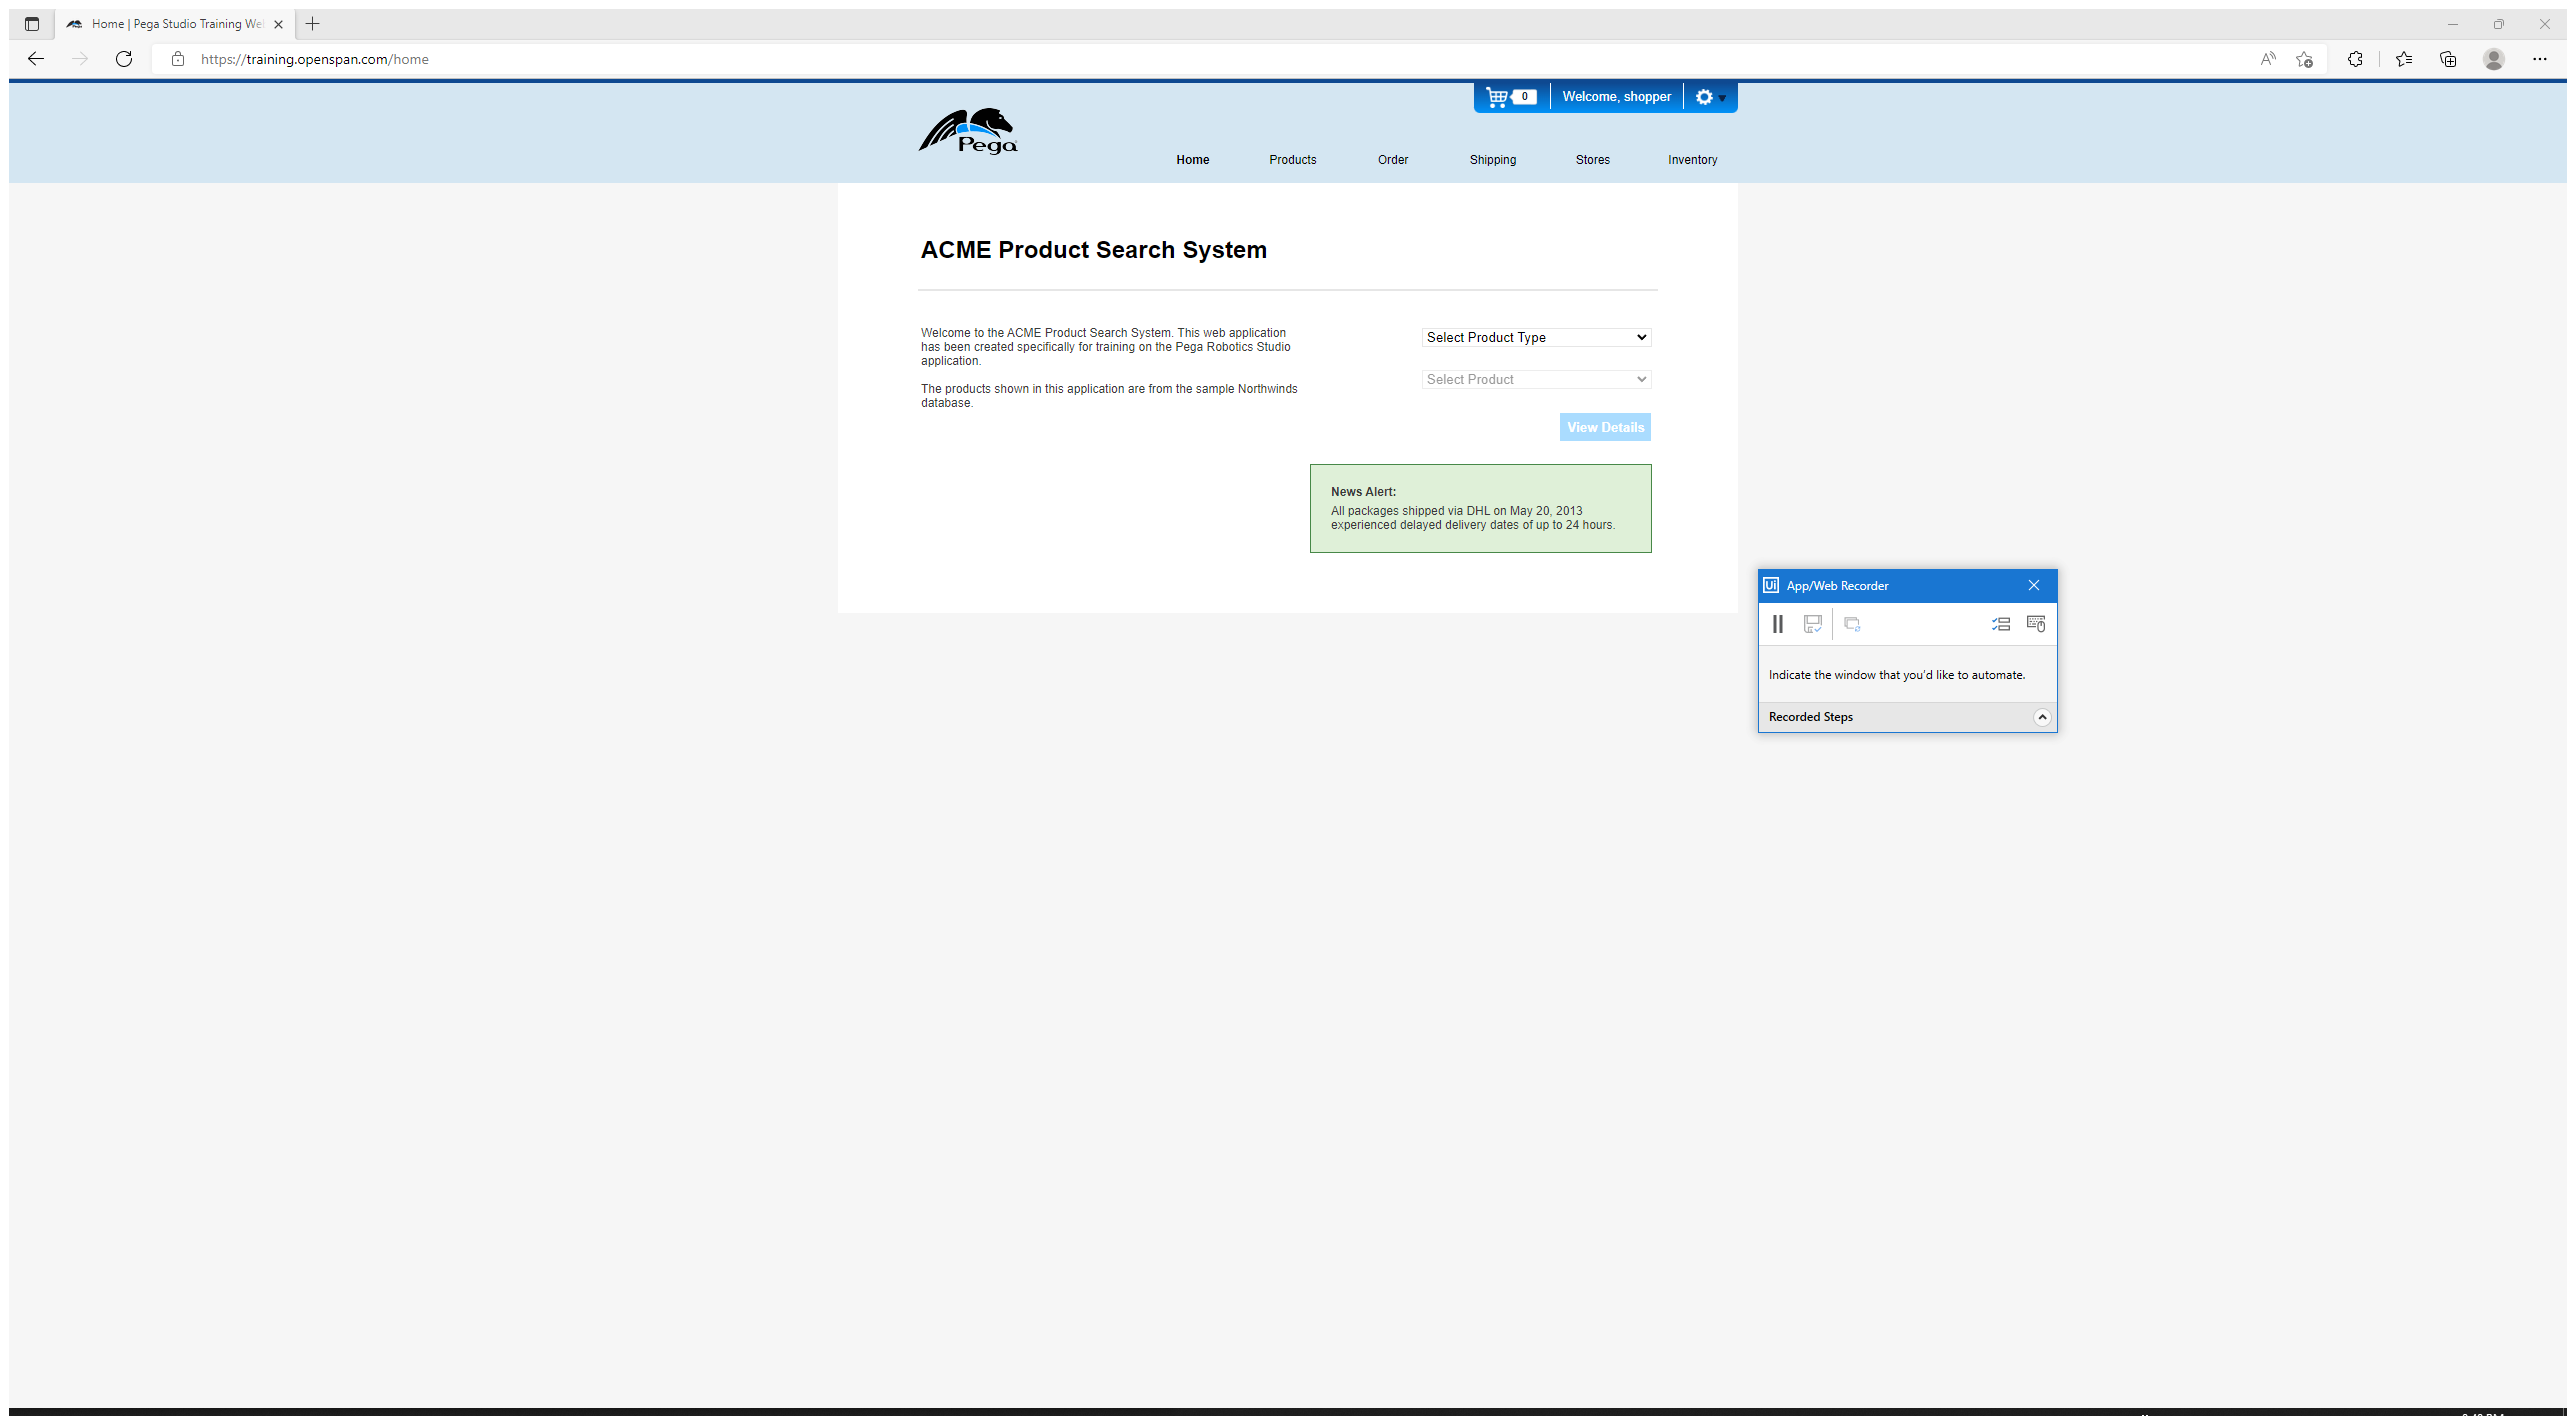 Home | Pega Studio Training We
https://training.openspan.com/home
0
Welcome, shopper
Pega
Home
Products
Order
Shipping
Stores
Inventory
ACME Product Search System
Welcome to the ACME Product Search System. This web application
has been created specifically for training on the Pega Robotics Studio
application.
The products shown in this application are from the sample Northwinds
database.
Select Product Type
Select Product
View Details
News Alert:
All packages shipped via DHL on May 20, 2013
experienced delayed delivery dates of up to 24 hours.
Ui App/Web Recorder
Indicate the window that you'd like to automate.
Recorded Steps